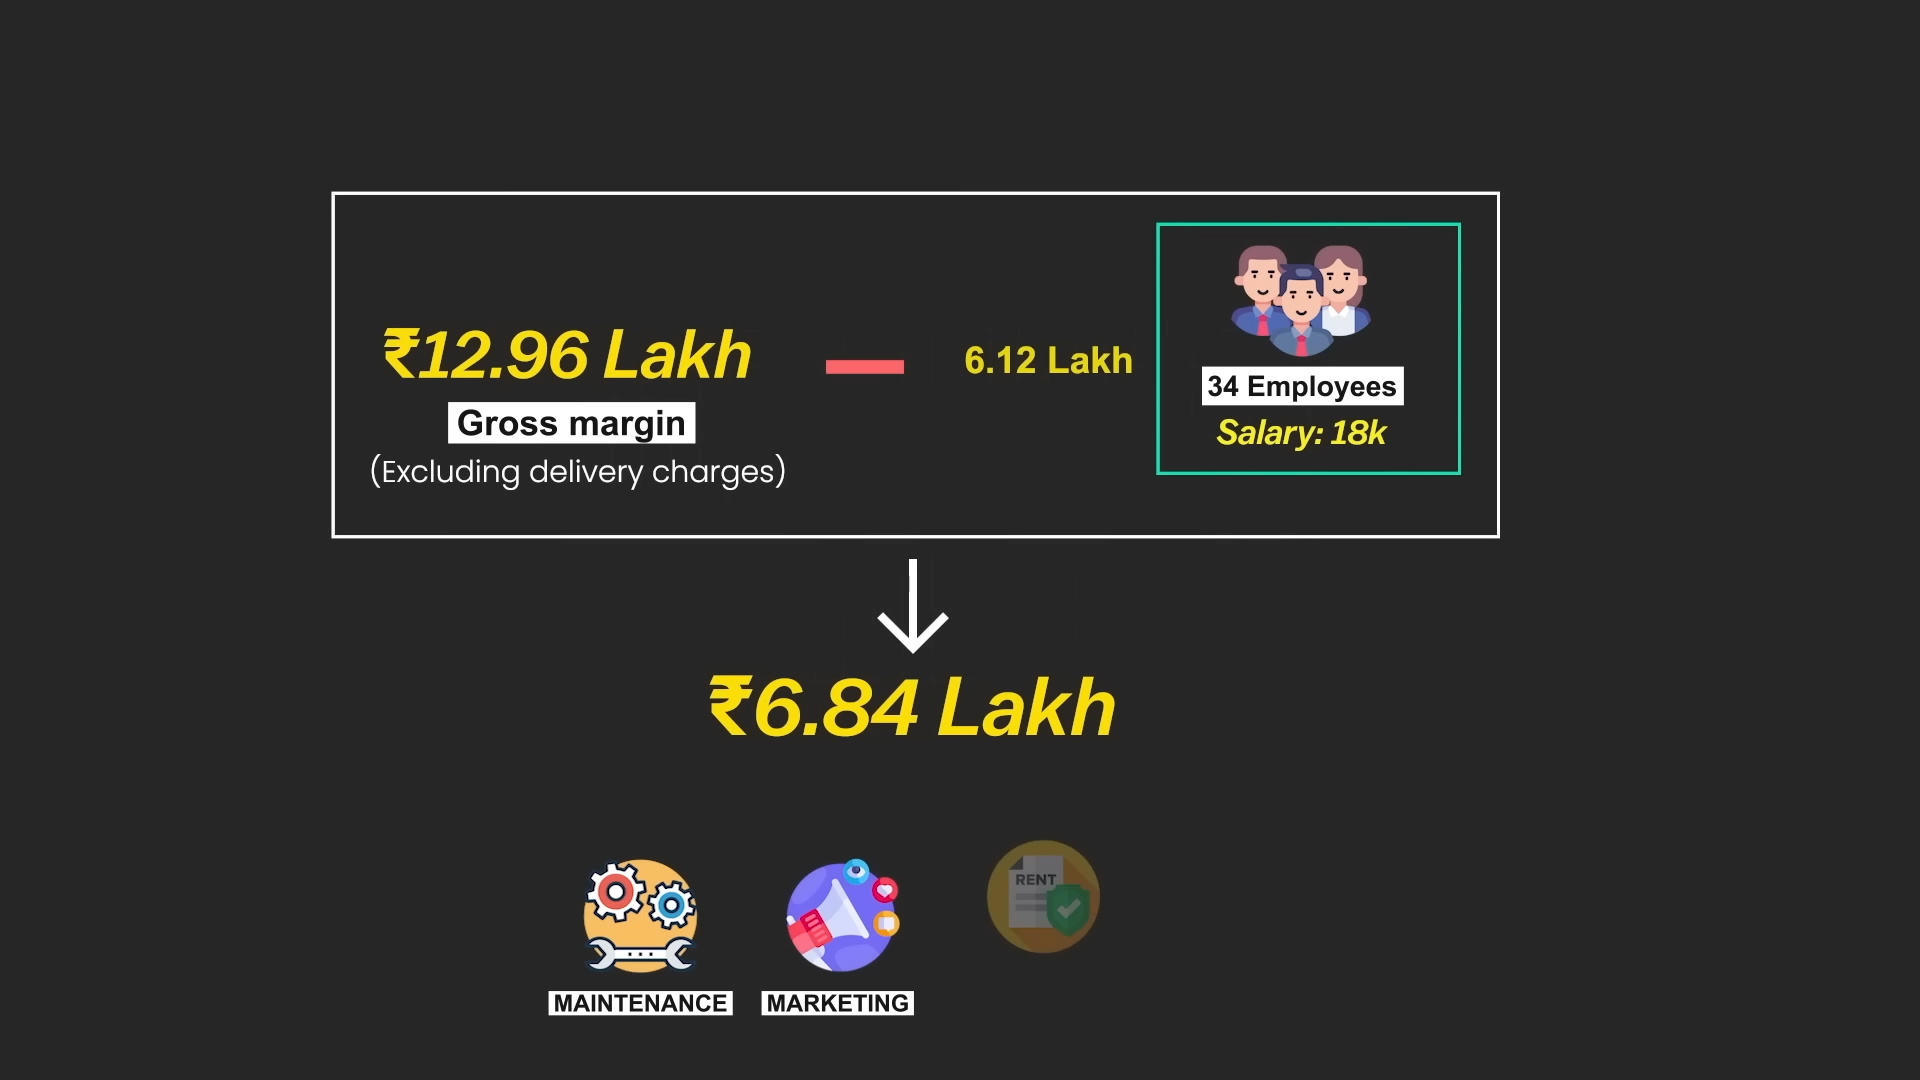 ₹12.96 Lakh
Gross margin
(Excluding delivery charges)
6.12 Lakh
34 Employees
Salary: 18k
₹6.84 Lakh
RENT
MAINTENANCE
MARKETING